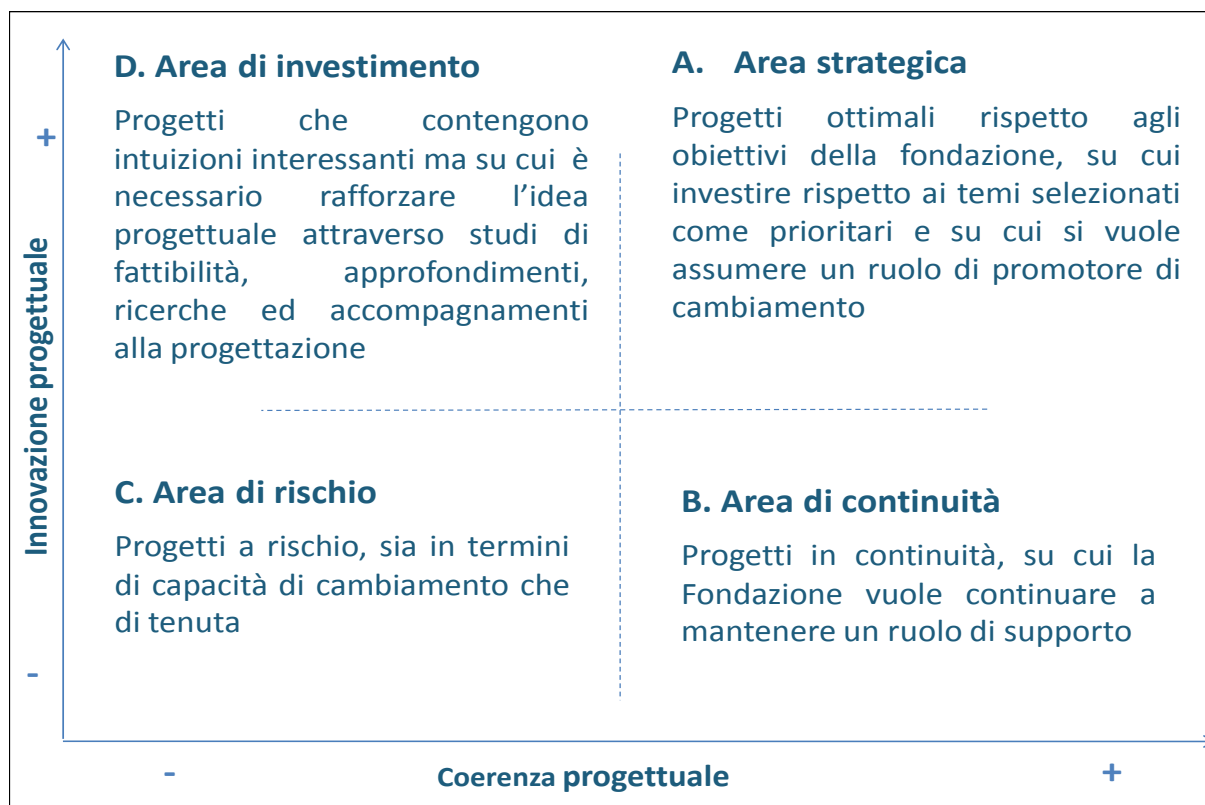 D. Area di investimento
Progetti che contengono
intuizioni interessanti ma su cui è
necessario rafforzare l'idea
progettuale attraverso studi di
fattibilità, approfondimenti,
ricerche ed accompagnamenti
alla progettazione
A. Area strategica
Progetti ottimali rispetto agli
obiettivi della fondazione, su cui
investire rispetto ai temi selezionati
come prioritari e su cui si vuole
assumere un ruolo di promotore di
cambiamento
C. Area di rischio
Progetti a rischio, sia in termini
di capacità di cambiamento che
di tenuta
B. Area di continuità
Progetti in continuità, su cui la
Fondazione vuole continuare a
mantenere un ruolo di supporto
+
Innovazione progettuale
-
-
Coerenza progettuale
+